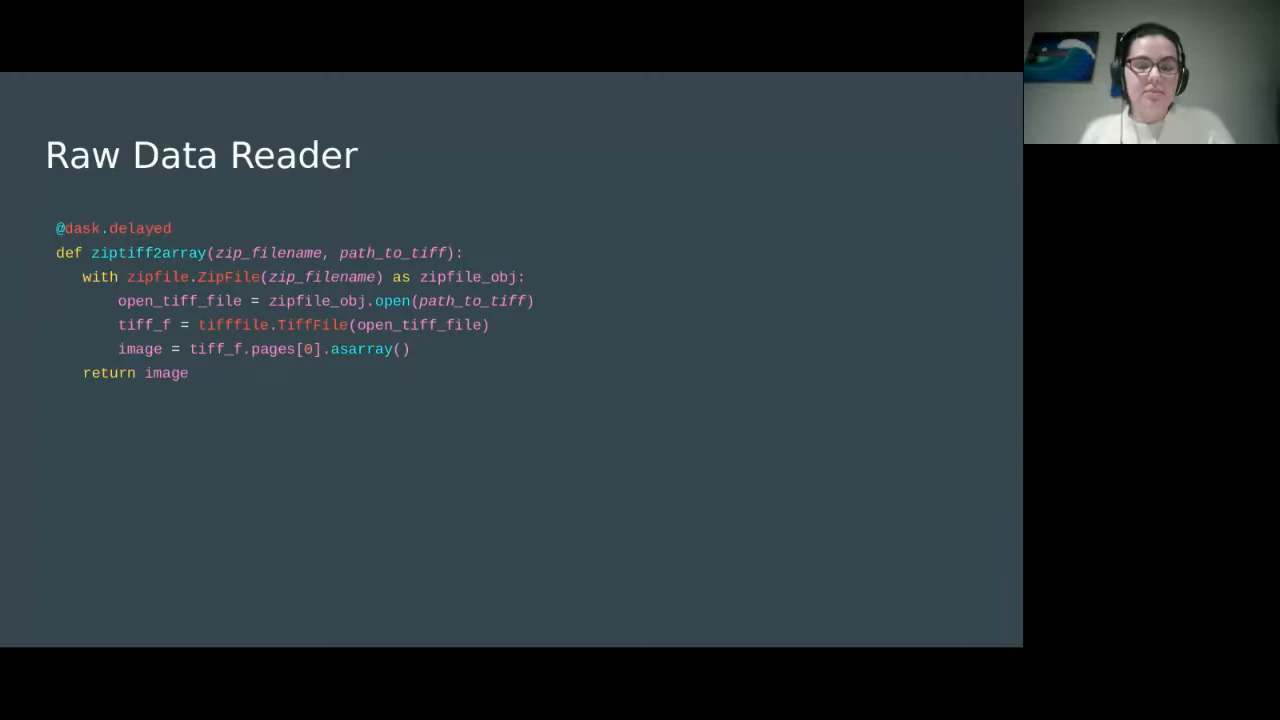 Raw Data Reader
@dask.delayed
def ziptiff2array(zip_filename, path_to_tiff):
    with zipfile.ZipFile(zip_filename) as zipfile_obj:
        open_tiff_file = zipfile_obj.open(path_to_tiff)
        tiff_f = tifffile.TiffFile(open_tiff_file)
        image = tiff_f.pages[0].asarray()
    return image